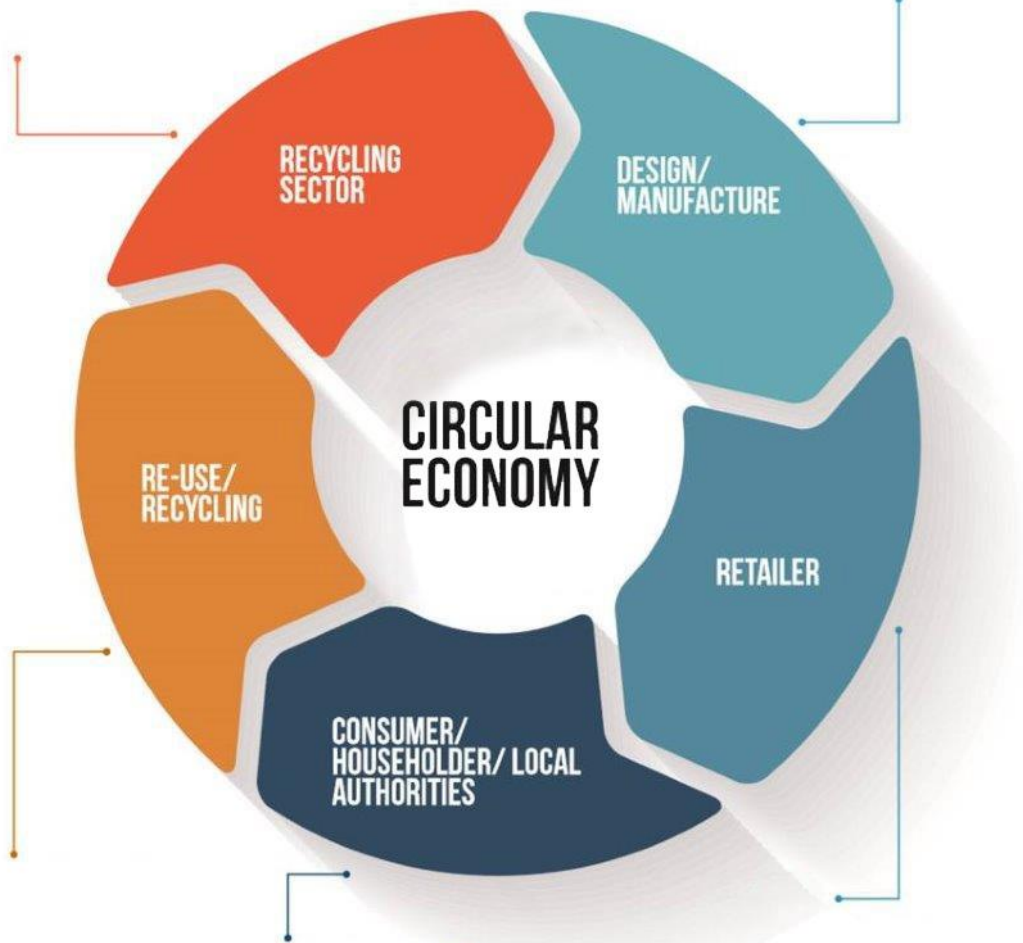 RECYCLING
SECTOR
DESIGN/
MANUFACTURE
CIRCULAR
ECONOMY
RE-USE/
RECYCLING
RETAILER
CONSUMER/
HOUSEHOLDER/ LOCAL
AUTHORITIES